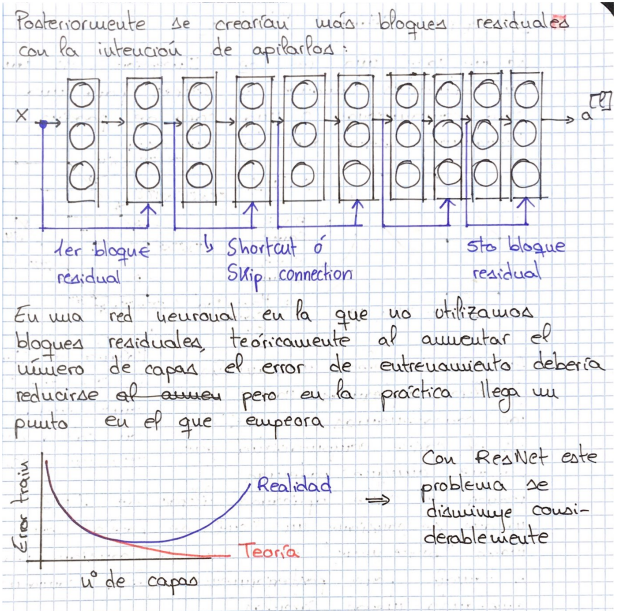 Posteriormente se crearían más bloques residuales
con la intención de apilarlos:
X
a[l]
1er bloque
residual.
↳ Shortcut ó
Skip connection
5to bloque
residual
En una red neuronal en la que no utilizamos
bloques residuales, teóricamente al aumentar el
número de capas el error de entrenamiento debería
reducirse al aumen pero en la práctica llega un
punto en el que empeora
Error train
Realidad
Teoría
nº de capas
⇒
Con ResNet este
problema se
disminuye consi-
derablemente